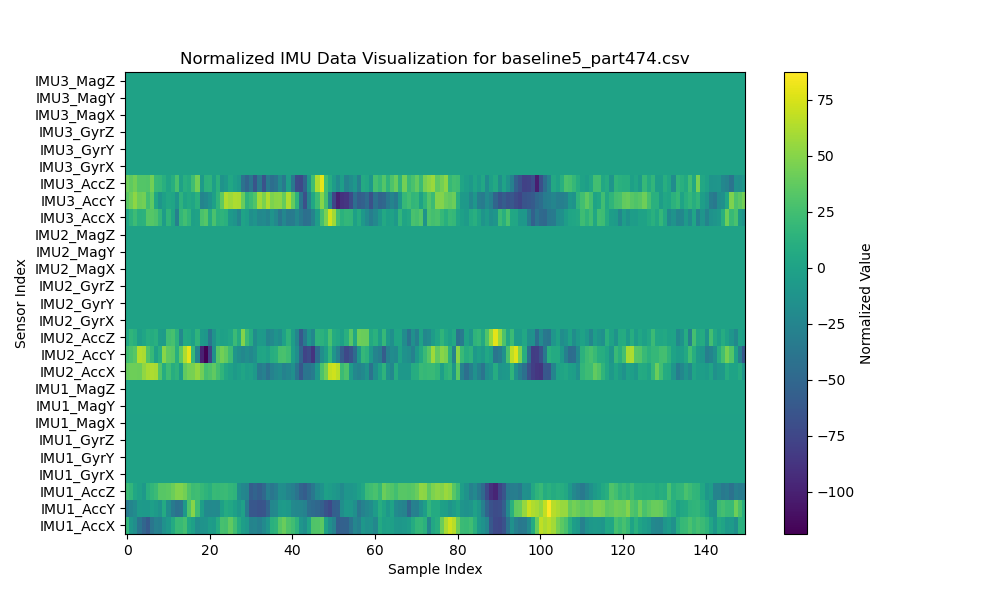 Normalized IMU Data Visualization for baseline5_part474.csv
IMU3_MagZ
IMU3_MagY
IMU3_MagX
IMU3_GyrZ
IMU3_GyrY
IMU3_GyrX
IMU3_AccZ
IMU3_AccY
IMU3_AccX
IMU2_MagZ
IMU2_MagY
IMU2_MagX
IMU2_GyrZ
IMU2_GyrY
IMU2_GyrX
IMU2_AccZ
IMU2_AccY
IMU2_AccX
IMU1_MagZ
IMU1_MagY
IMU1_MagX
IMU1_GyrZ
IMU1_GyrY
IMU1_GyrX
IMU1_AccZ
IMU1_AccY
IMU1_AccX
Sensor Index
0 20 40 60 80 100 120 140
Sample Index
75
50
25
0
−25
−50
−75
−100
Normalized Value